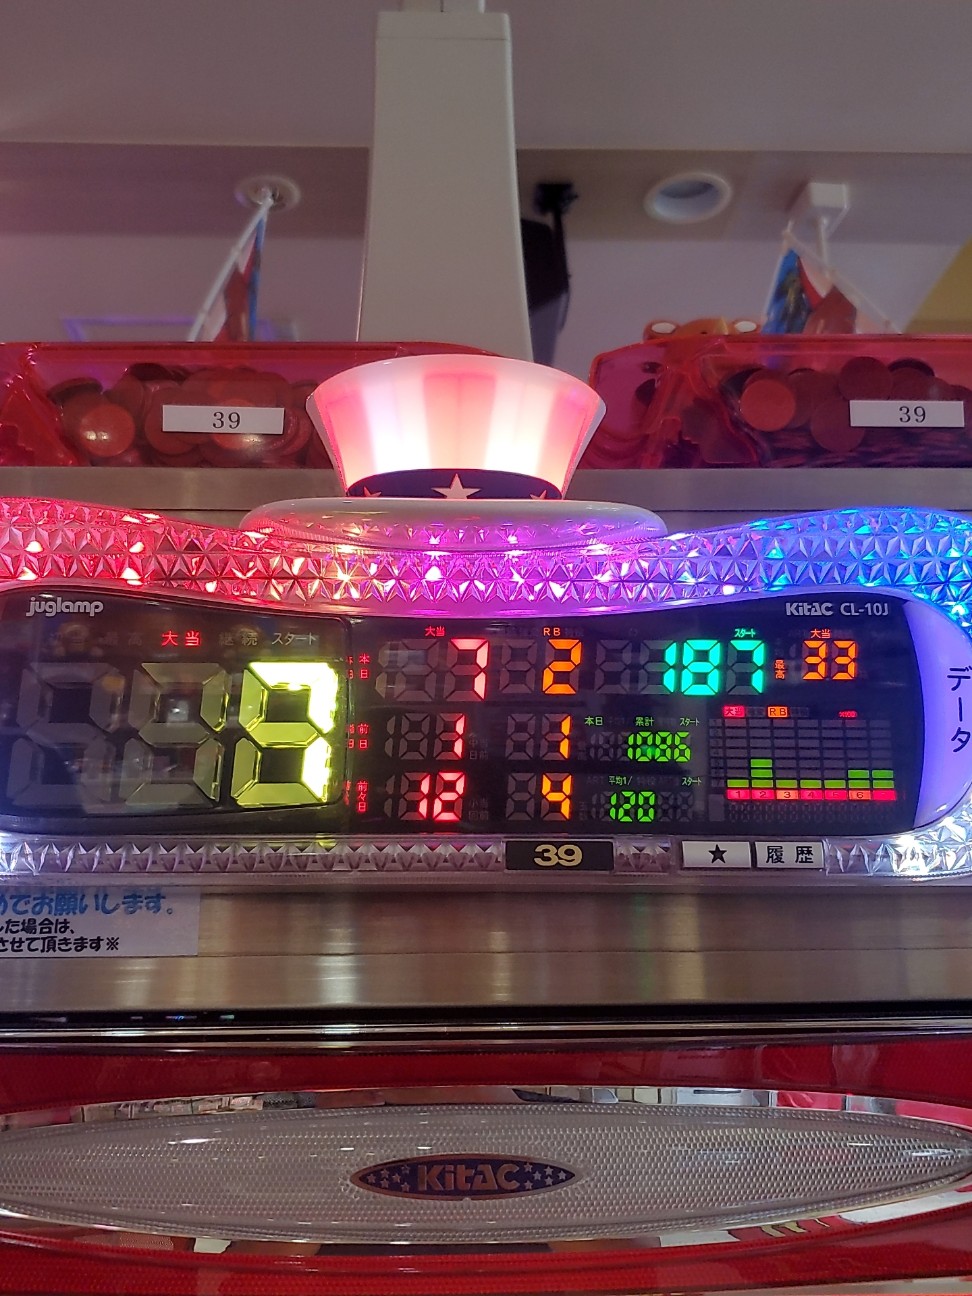 39
39
juglamp
KitAC CL-10J
大当 継続 スタート
7
大当 RB スタート 大当
本日 7 2 187 最高 33
前日 1 1
本日 累計 スタート
1086
前々日 12 4
平均1/ スタート
120
大当 RB
1 2 3 4 5 6
データ
39
★ 履歴
めでお願いします。
した場合は、
させて頂きます※
KitAC